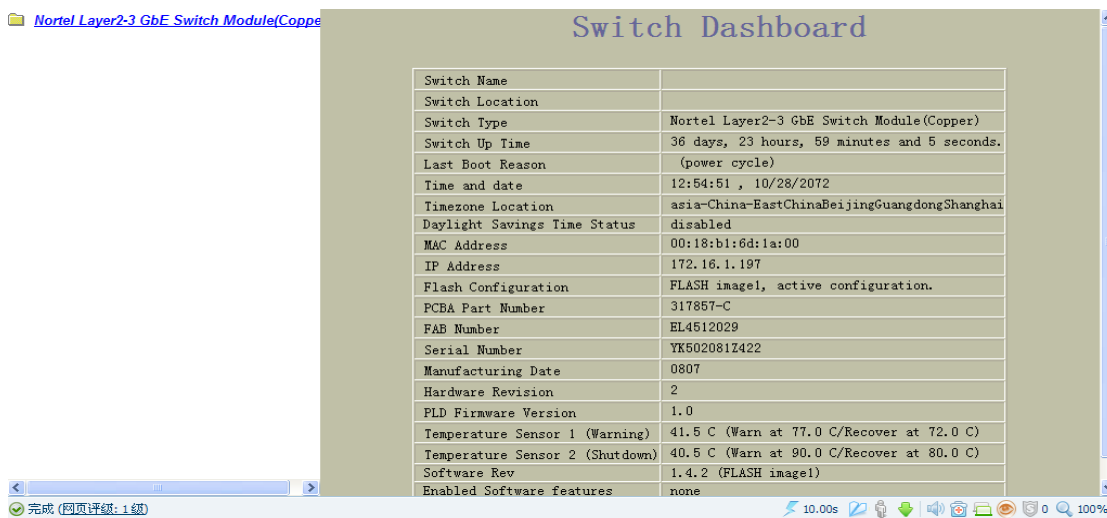 Nortel Layer2-3 GbE Switch Module(Coppe
Switch Dashboard
Switch Name
Switch Location
Switch Type Nortel Layer2-3 GbE Switch Module(Copper)
Switch Up Time 36 days, 23 hours, 59 minutes and 5 seconds.
Last Boot Reason (power cycle)
Time and date 12:54:51 , 10/28/2072
Timezone Location asia-China-EastChinaBeijingGuangdongShanghai
Daylight Savings Time Status disabled
MAC Address 00:18:b1:6d:1a:00
IP Address 172.16.1.197
Flash Configuration FLASH image1, active configuration.
PCBA Part Number 317857-C
FAB Number EL4512029
Serial Number YK502081Z422
Manufacturing Date 0807
Hardware Revision 2
PLD Firmware Version 1.0
Temperature Sensor 1 (Warning) 41.5 C (Warn at 77.0 C/Recover at 72.0 C)
Temperature Sensor 2 (Shutdown) 40.5 C (Warn at 90.0 C/Recover at 80.0 C)
Software Rev 1.4.2 (FLASH image1)
Enabled Software features none
完成 (网页评级: 1级) 10.00s 0 100%